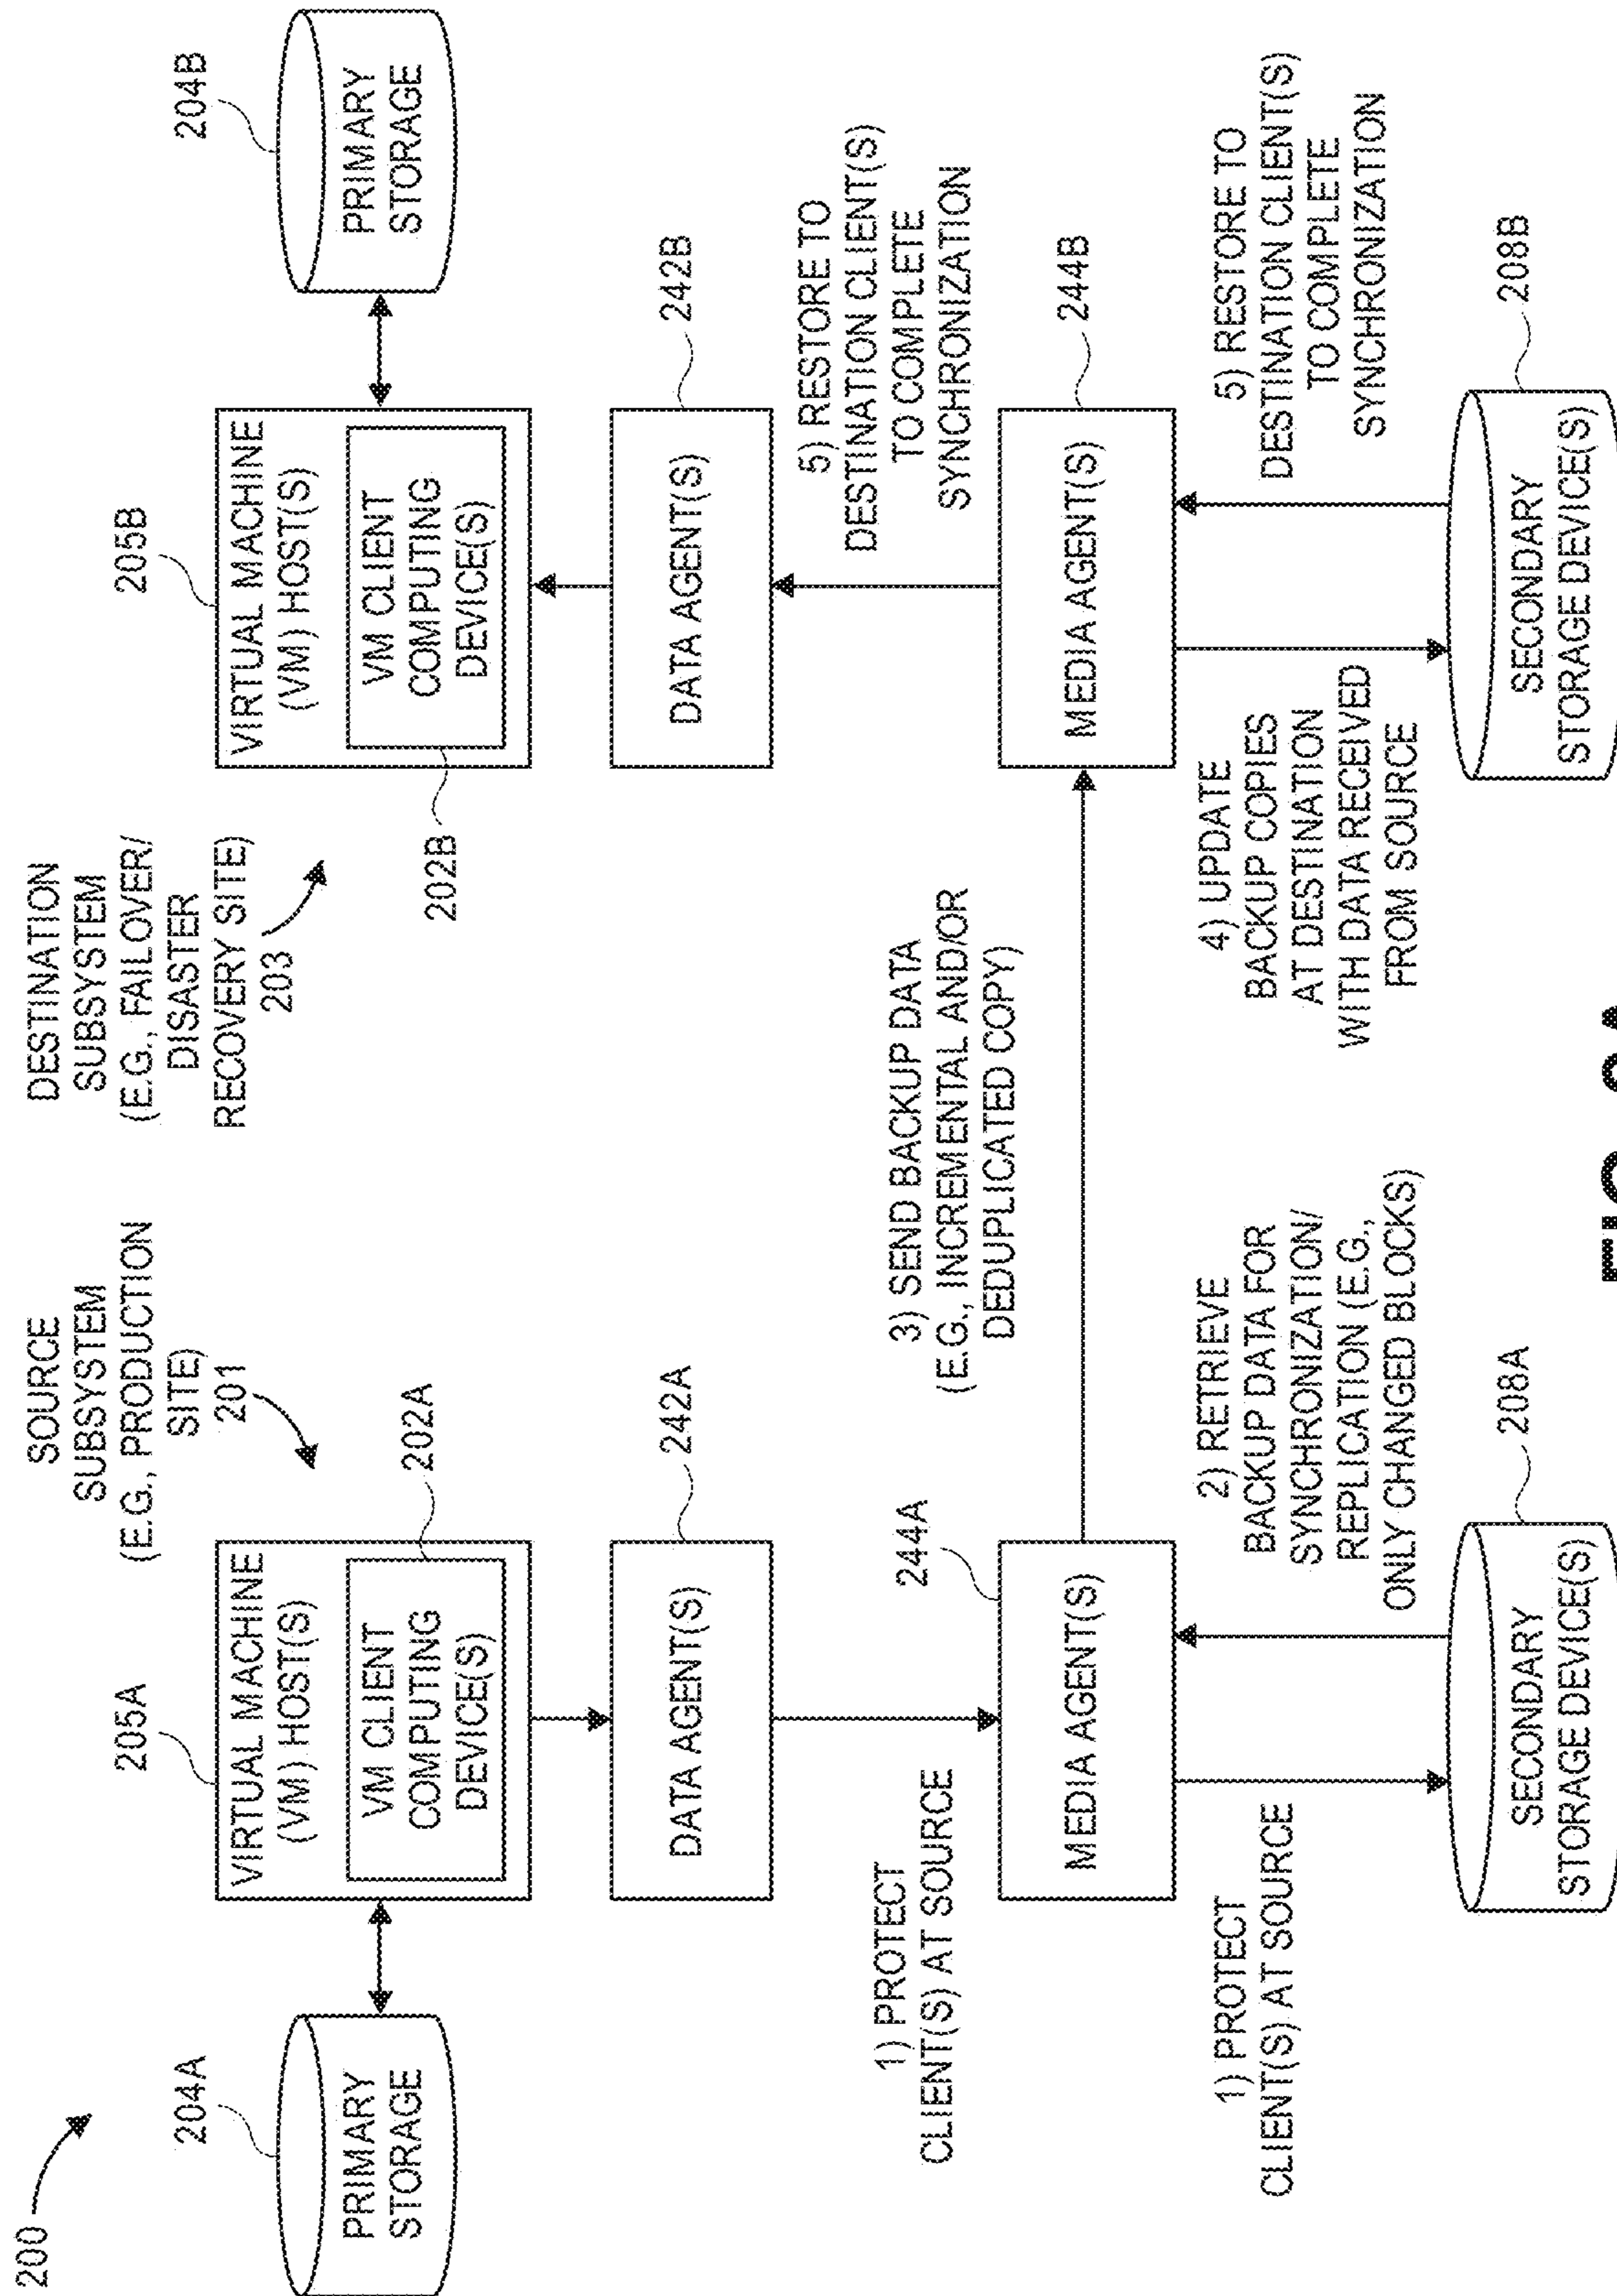 200
SOURCE
SUBSYSTEM
(E.G., PRODUCTION
SITE)
201
DESTINATION
SUBSYSTEM
(E.G., FAILOVER/
DISASTER
RECOVERY SITE)
203
204A
PRIMARY
STORAGE
205A
VIRTUAL MACHINE
(VM) HOST(S)
VM CLIENT
COMPUTING
DEVICE(S)
202A
205B
VIRTUAL MACHINE
(VM) HOST(S)
VM CLIENT
COMPUTING
DEVICE(S)
202B
204B
PRIMARY
STORAGE
DATA AGENT(S)
242A
DATA AGENT(S)
242B
1) PROTECT
CLIENT(S) AT SOURCE
244A
3) SEND BACKUP DATA
(E.G., INCREMENTAL AND/OR
DEDUPLICATED COPY)
5) RESTORE TO
DESTINATION CLIENT(S)
TO COMPLETE
SYNCHRONIZATION
MEDIA AGENT(S)
MEDIA AGENT(S)
244B
1) PROTECT
CLIENT(S) AT SOURCE
2) RETRIEVE
BACKUP DATA FOR
SYNCHRONIZATION/
REPLICATION (E.G.,
ONLY CHANGED BLOCKS)
4) UPDATE
BACKUP COPIES
AT DESTINATION
WITH DATA RECEIVED
FROM SOURCE
5) RESTORE TO
DESTINATION CLIENT(S)
TO COMPLETE
SYNCHRONIZATION
SECONDARY
STORAGE DEVICE(S)
208A
SECONDARY
STORAGE DEVICE(S)
208B